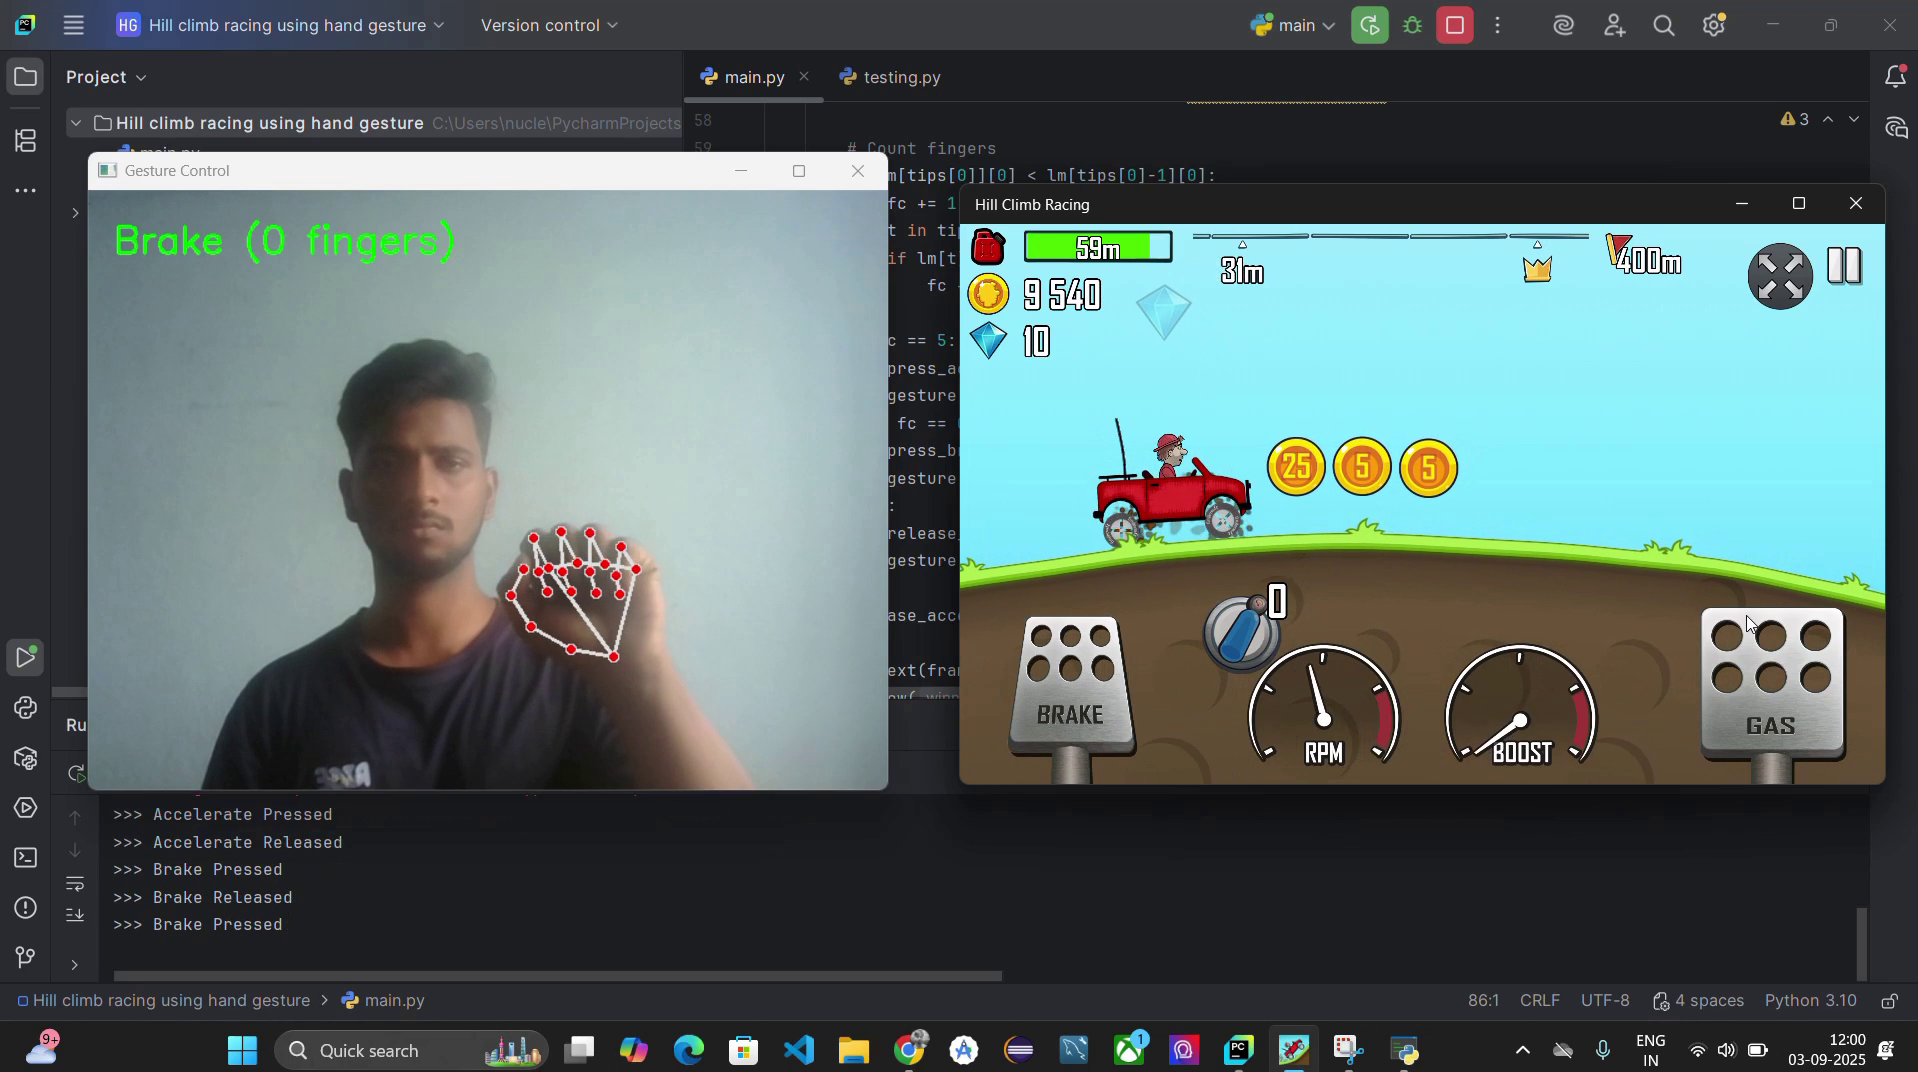 HG Hill climb racing using hand gesture
Version control
main
Project
main.py
testing.py
Hill climb racing using hand gesture C:\Users\nucle\PycharmProjects
58
3
59
# Count fingers
m[tips[0]][0] < lm[tips[0]-1][0]:
Gesture Control
fc += 1
Hill Climb Racing
Brake (0 fingers)
t in ti
if lm[t
fc
c == 5:
press_a
gesture
fc ==
press_b
gesture
:
release_
gesture
ase_acc
ext(fra
59m
31m
400m
9 540
10
25 5 5
0
BRAKE
RPM
BOOST
GAS
Ru
>>> Accelerate Pressed
>>> Accelerate Released
>>> Brake Pressed
>>> Brake Released
>>> Brake Pressed
Hill climb racing using hand gesture > main.py
86:1 CRLF UTF-8 4 spaces Python 3.10
9+
Quick search
1
ENG
IN
12:00
03-09-2025